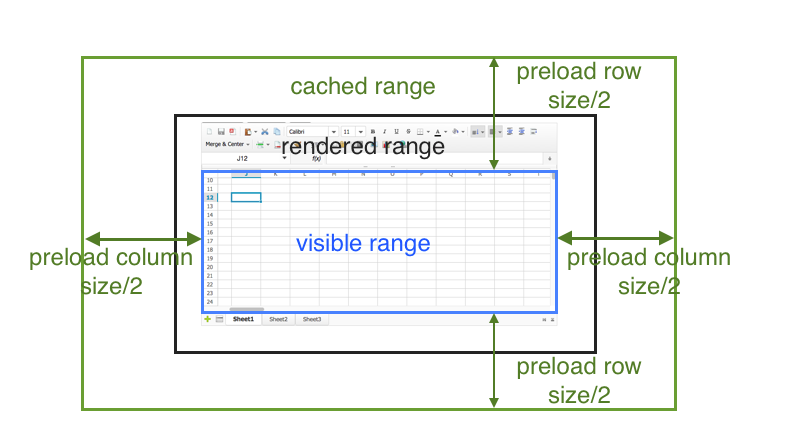 cached range
preload row
size/2
Calibri
11
B I U S
A
Merge & Center
rendered range
J12
f(x)
J K L M N O P Q R S T
10
11
12
13
14
15
16
17
18
19
20
21
22
23
24
visible range
preload column
size/2
preload column
size/2
Sheet1 Sheet2 Sheet3
preload row
size/2